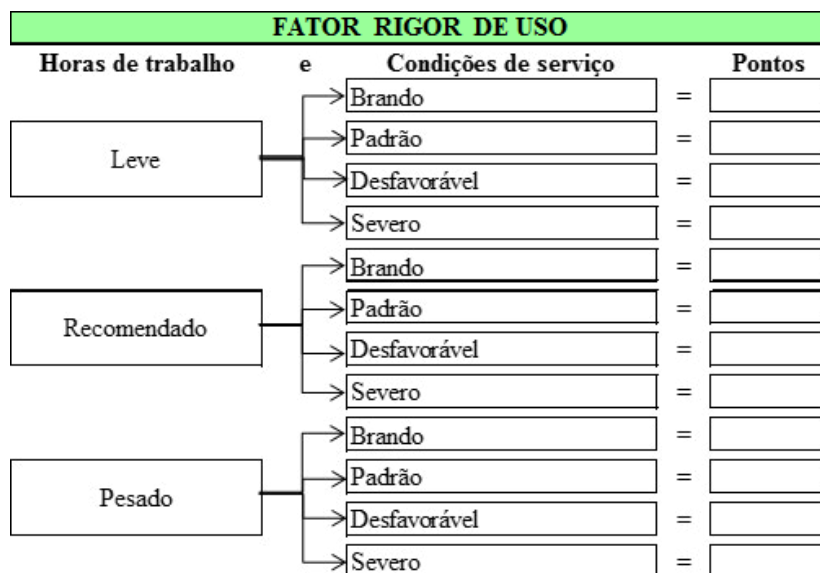 FATOR RIGOR DE USO
Horas de trabalho e Condições de serviço Pontos
Leve
Brando =
Padrão =
Desfavorável =
Severo =
Recomendado
Brando =
Padrão =
Desfavorável =
Severo =
Pesado
Brando =
Padrão =
Desfavorável =
Severo =